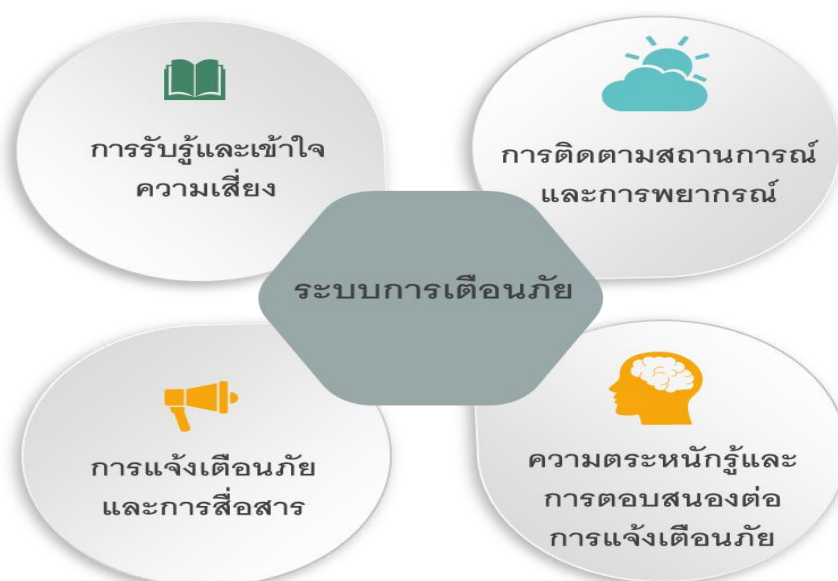 การรับรู้และเข้าใจ
ความเสี่ยง
การติดตามสถานการณ์
และการพยากรณ์
ระบบการเตือนภัย
การแจ้งเตือนภัย
และการสื่อสาร
ความตระหนักรู้และ
การตอบสนองต่อ
การแจ้งเตือนภัย